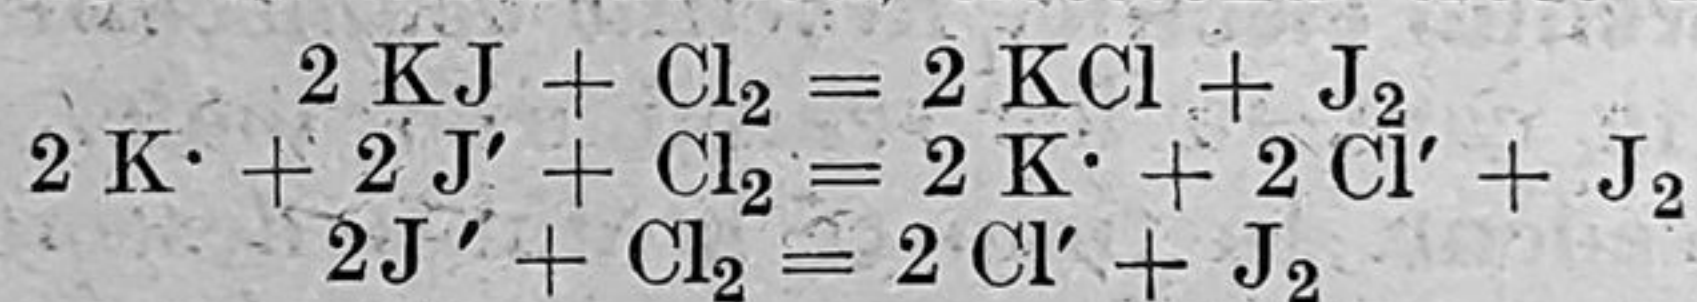 2 KJ + Cl₂ = 2 KCl + J₂
2 K· + 2 J′ + Cl₂ = 2 K· + 2 Cl′ + J₂
2J′ + Cl₂ = 2 Cl′ + J₂